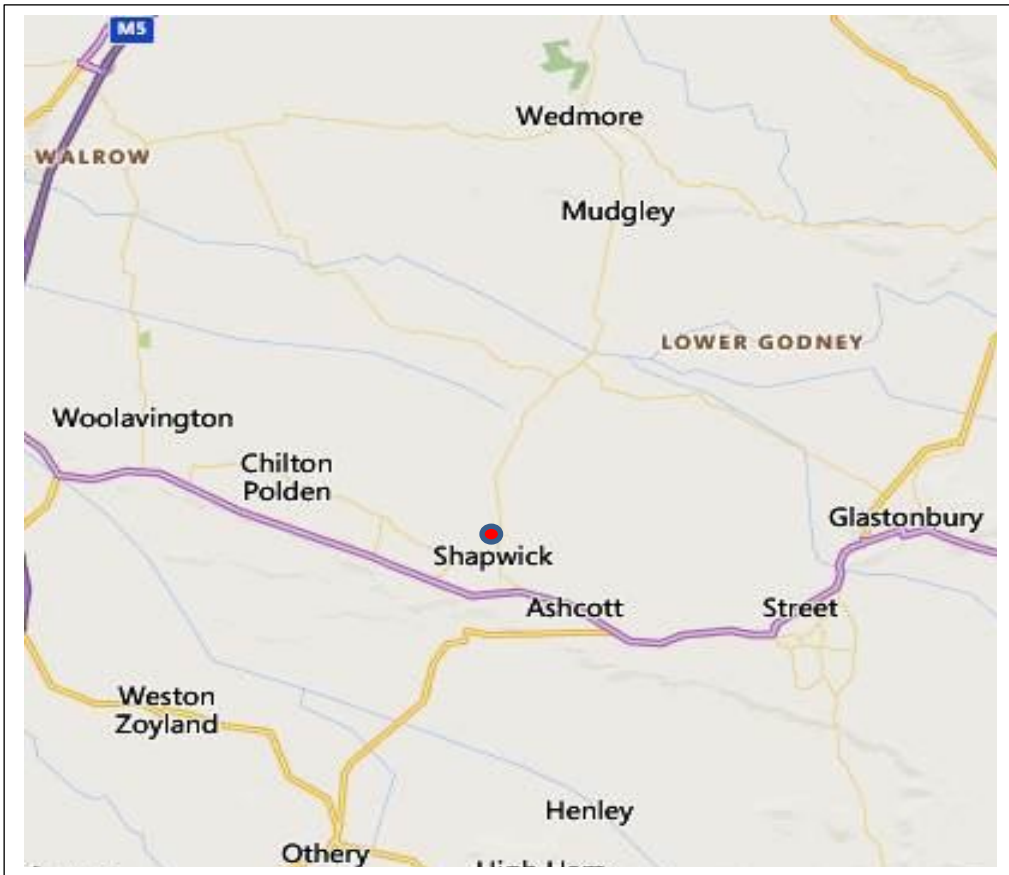 M5
Wedmore
WALROW
Mudgley
LOWER GODNEY
Woolavington
Chilton
Polden
Glastonbury
Shapwick
Ashcott
Street
Weston
Zoyland
Henley
Othery